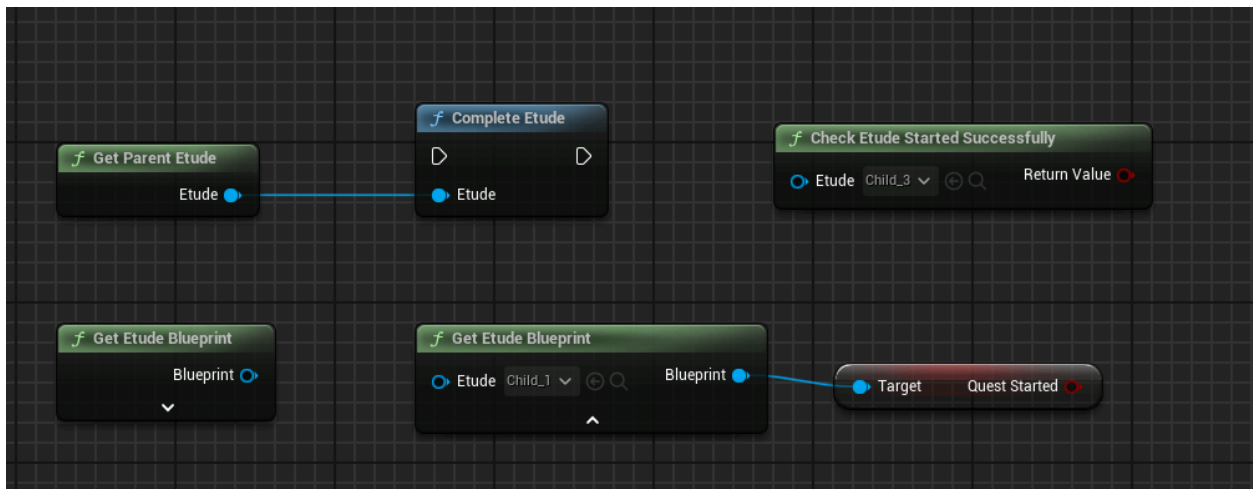 Complete Etude
Get Parent Etude
Etude
Etude
Check Etude Started Successfully
Etude Child_3 Return Value
Get Etude Blueprint
Blueprint
Get Etude Blueprint
Etude Child_1 Blueprint
Target Quest Started